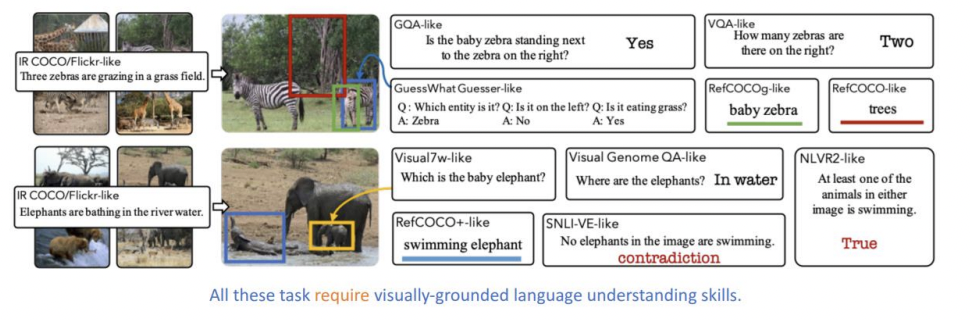 IR COCO/Flickr-like
Three zebras are grazing in a grass field.
GQA-like
Is the baby zebra standing next
to the zebra on the right?
Yes
VQA-like
How many zebras are
there on the right?
Two
GuessWhat Guesser-like
Q : Which entity is it? Q: Is it on the left? Q: Is it eating grass?
A: Zebra A: No A: Yes
RefCOCOg-like
baby zebra
RefCOCO-like
trees
IR COCO/Flickr-like
Elephants are bathing in the river water.
Visual7w-like
Which is the baby elephant?
Visual Genome QA-like
Where are the elephants? In water
NLVR2-like
At least one of the
animals in either
image is swimming.
True
RefCOCO+-like
swimming elephant
SNLI-VE-like
No elephants in the image are swimming.
contradiction
All these task require visually-grounded language understanding skills.